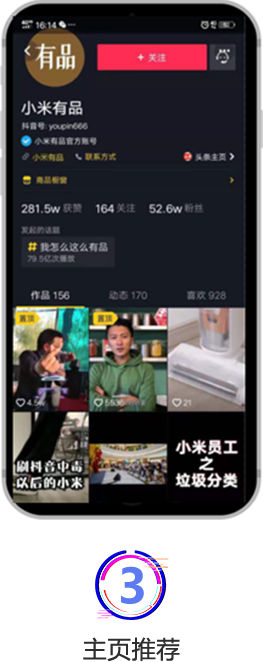 16:14
有品
+ 关注
小米有品
抖音号: youpin666
小米有品官方账号
小米有品 联系方式 头条主页
商品橱窗
281.5w 获赞 164 关注 52.6w 粉丝
发起的话题
# 我怎么这么有品
79.5亿次播放
作品 156 动态 170 喜欢 928
置顶 置顶
4.5w 5536 21
刷抖音中毒
以后的小米
小米员工
之
垃圾分类
3
主页推荐